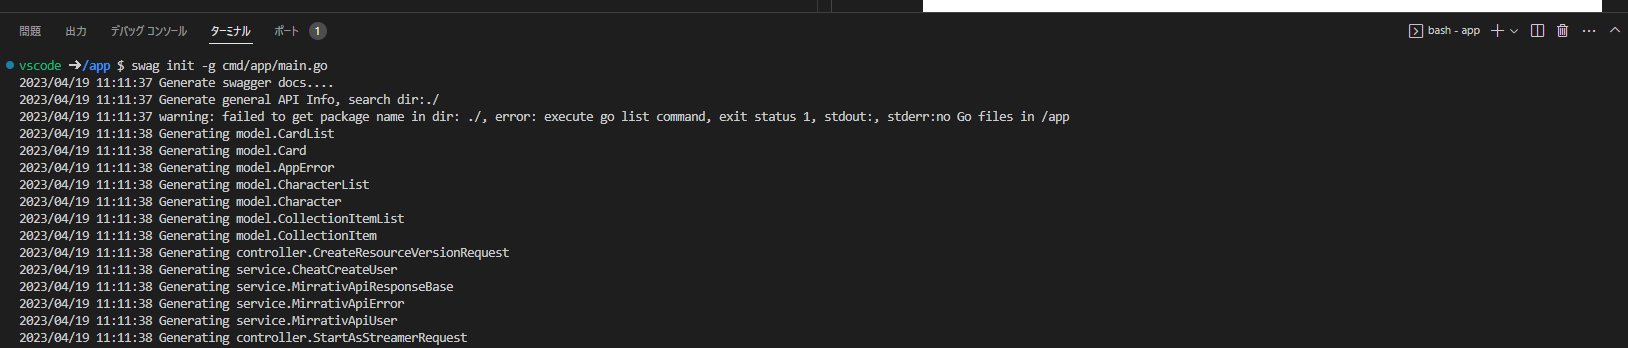 問題 出力 デバッグ コンソール ターミナル ポート 1 bash - app
vscode ➜ /app $ swag init -g cmd/app/main.go
2023/04/19 11:11:37 Generate swagger docs....
2023/04/19 11:11:37 Generate general API Info, search dir:./
2023/04/19 11:11:37 warning: failed to get package name in dir: ./, error: execute go list command, exit status 1, stdout:, stderr:no Go files in /app
2023/04/19 11:11:38 Generating model.CardList
2023/04/19 11:11:38 Generating model.Card
2023/04/19 11:11:38 Generating model.AppError
2023/04/19 11:11:38 Generating model.CharacterList
2023/04/19 11:11:38 Generating model.Character
2023/04/19 11:11:38 Generating model.CollectionItemList
2023/04/19 11:11:38 Generating model.CollectionItem
2023/04/19 11:11:38 Generating controller.CreateResourceVersionRequest
2023/04/19 11:11:38 Generating service.CheatCreateUser
2023/04/19 11:11:38 Generating service.MirrativApiResponseBase
2023/04/19 11:11:38 Generating service.MirrativApiError
2023/04/19 11:11:38 Generating service.MirrativApiUser
2023/04/19 11:11:38 Generating controller.StartAsStreamerRequest